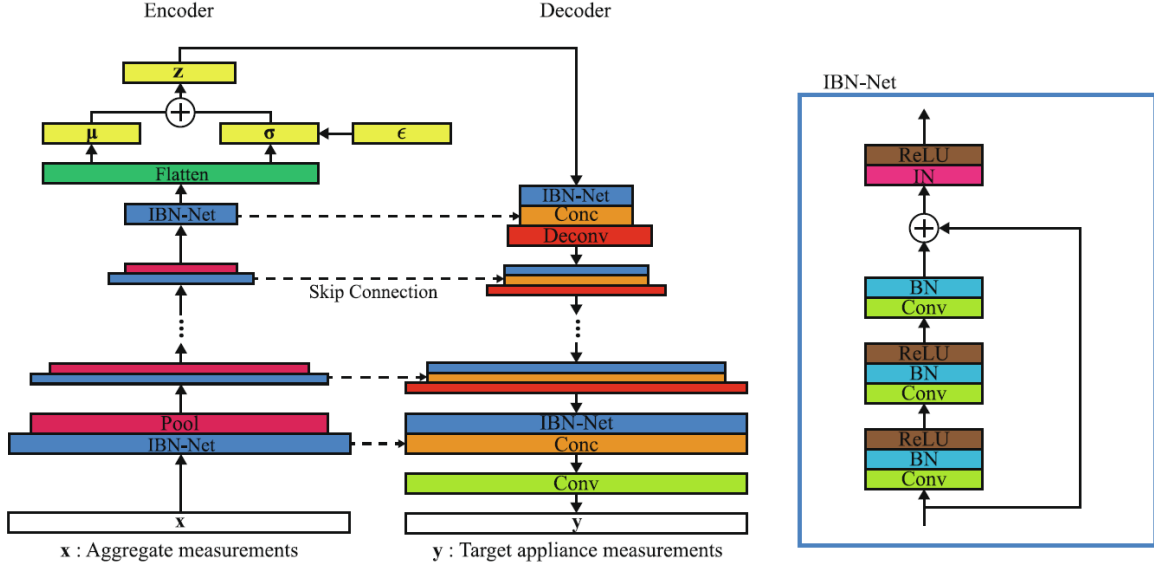 Encoder
Decoder
IBN-Net
z
μ
σ
ϵ
Flatten
IBN-Net
IBN-Net
Conc
Deconv
Skip Connection
Pool
IBN-Net
IBN-Net
Conc
Conv
x
y
x : Aggregate measurements
y : Target appliance measurements
ReLU
IN
BN
Conv
ReLU
BN
Conv
ReLU
BN
Conv